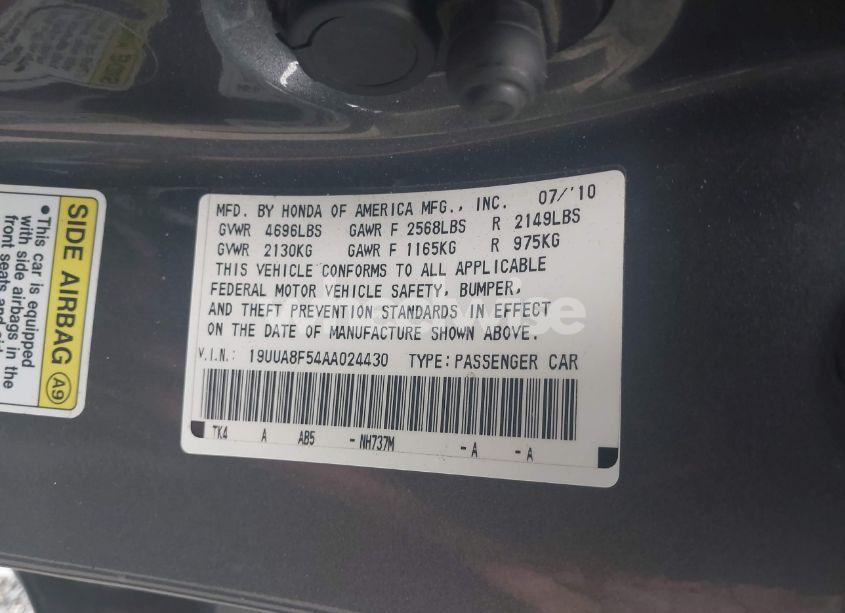 MFD. BY HONDA OF AMERICA MFG., INC. 07/'10
GVWR 4696LBS GAWR F 2568LBS R 2149LBS
GVWR 2130KG GAWR F 1165KG R 975KG
THIS VEHICLE CONFORMS TO ALL APPLICABLE
FEDERAL MOTOR VEHICLE SAFETY, BUMPER,
AND THEFT PREVENTION STANDARDS IN EFFECT
ON THE DATE OF MANUFACTURE SHOWN ABOVE.
V.I.N.: 19UUA8F54AA024430 TYPE: PASSENGER CAR
TK4 A AB5 - NH737M - A - A
SIDE AIRBAG A9
• This car is equipped
with side airbags in the
front seats and